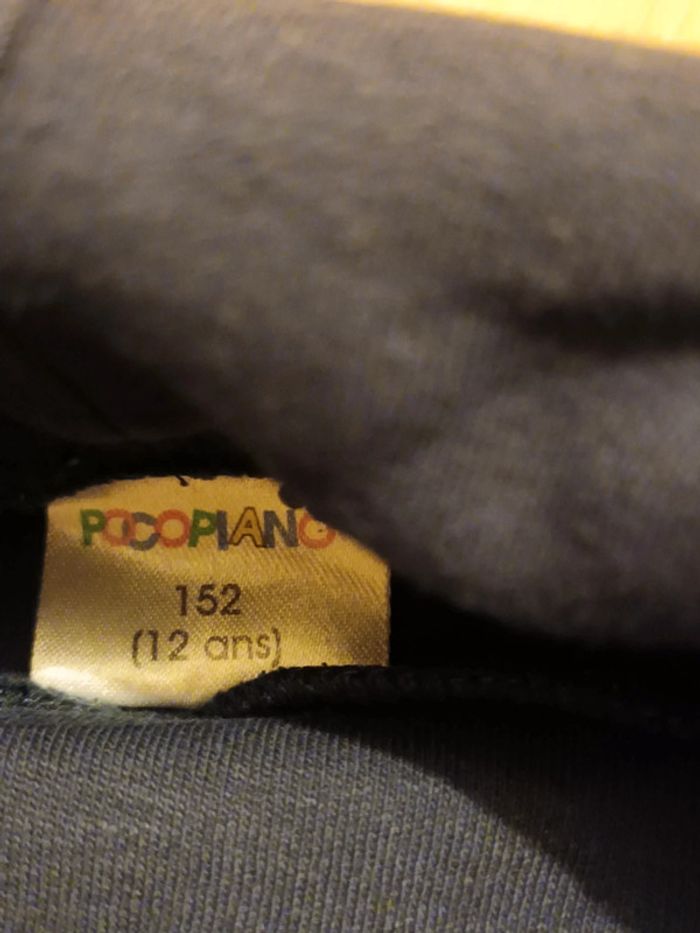 POCOPIANO
152
(12 ans)